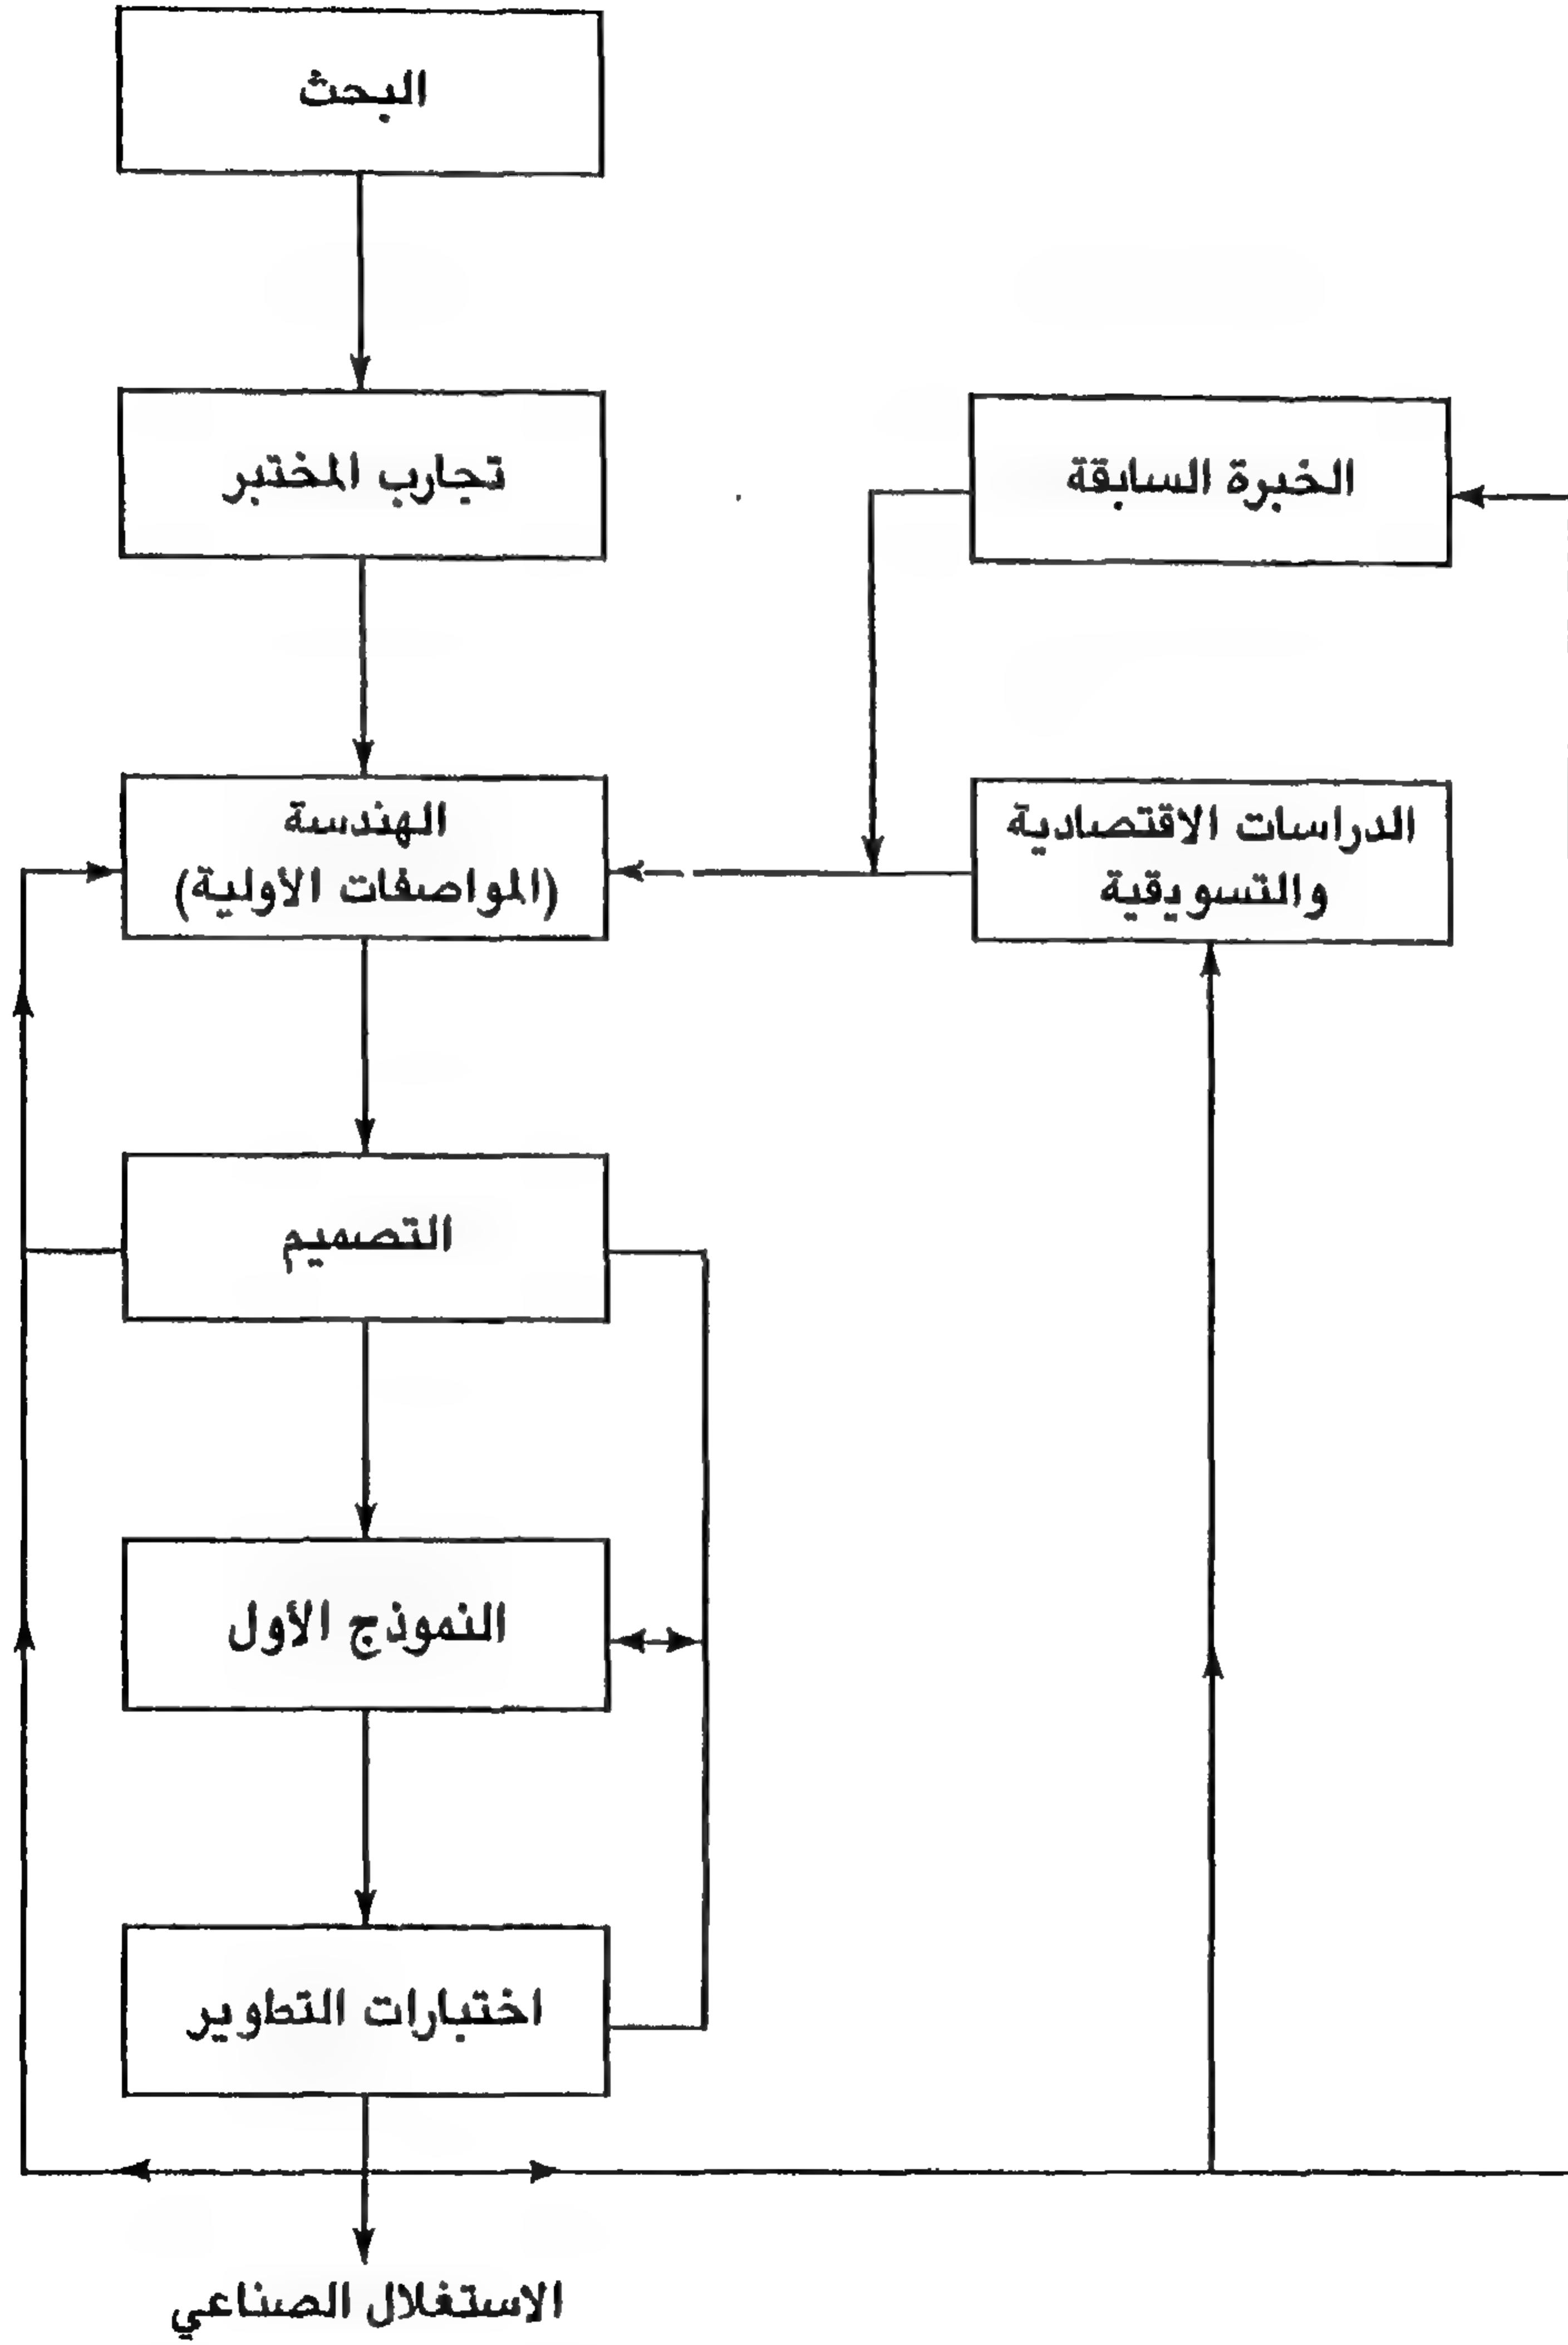 البحث
تجارب المختبر
الخبرة السابقة
الهندسة
(المواصفات الأولية)
الدراسات الاقتصادية
والتسويقية
التصميم
النموذج الأول
اختبارات التطوير
الاستغلال الصناعي